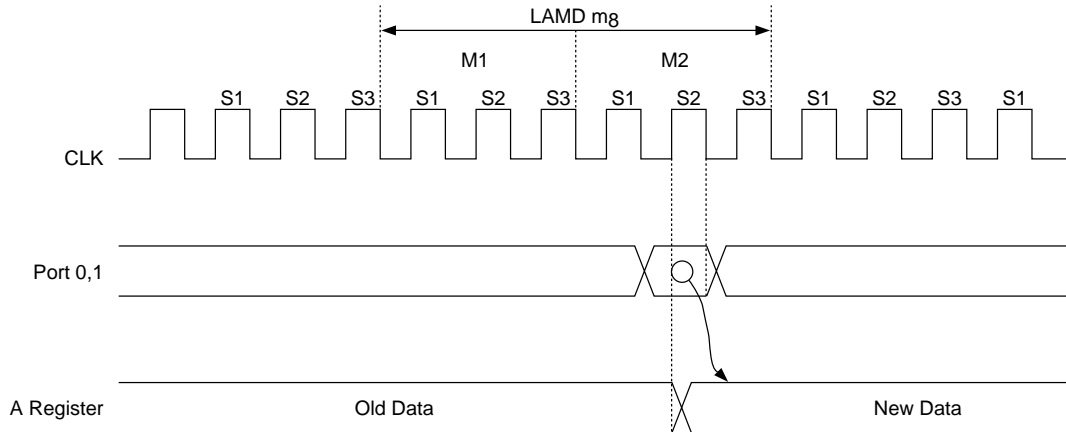 LAMD m8
M1 M2
S1 S2 S3 S1 S2 S3 S1 S2 S3 S1 S2 S3 S1
CLK
Port 0,1
A Register Old Data New Data